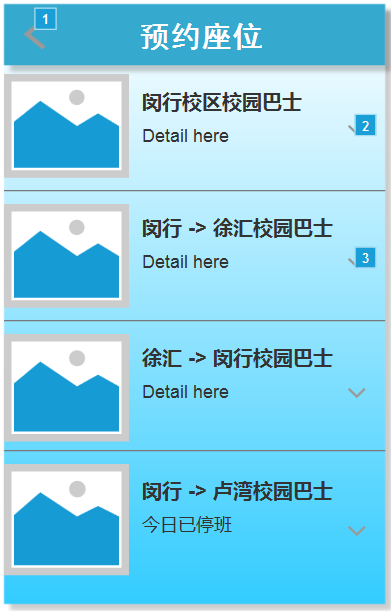 1
预约座位
闵行校区校园巴士
Detail here
2
闵行 -> 徐汇校园巴士
Detail here
3
徐汇 -> 闵行校园巴士
Detail here
闵行 -> 卢湾校园巴士
今日已停班